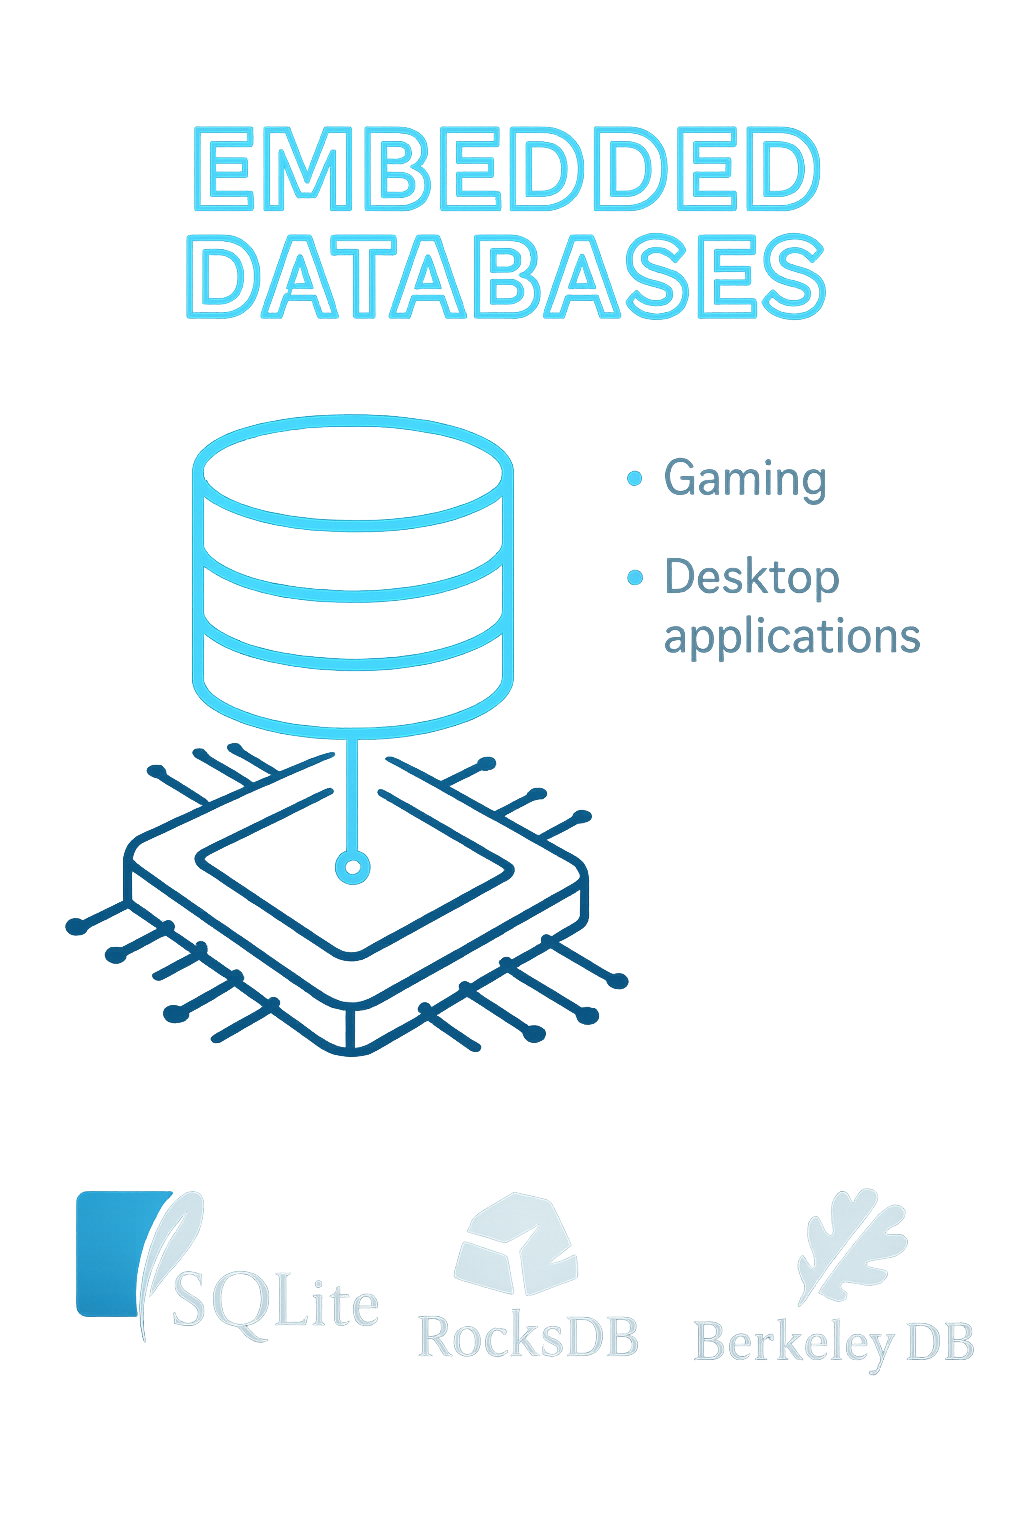 EMBEDDED
DATABASES
• Gaming
• Desktop
applications
SQLite
RocksDB
Berkeley DB